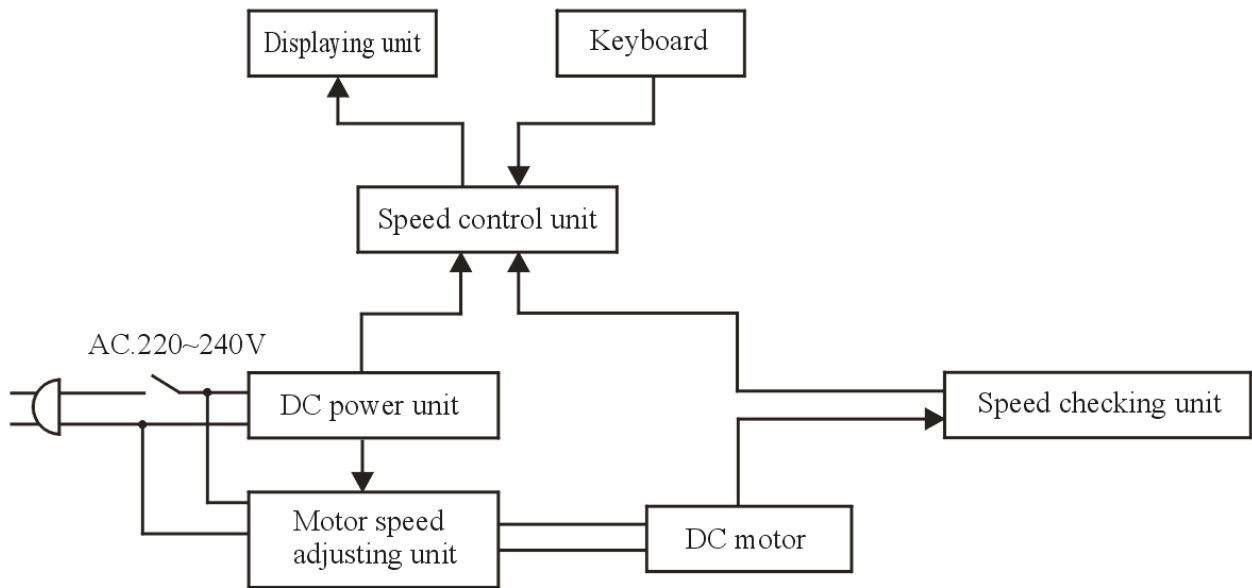 Displaying unit
Keyboard
Speed control unit
AC.220~240V
DC power unit
Speed checking unit
Motor speed
adjusting unit
DC motor